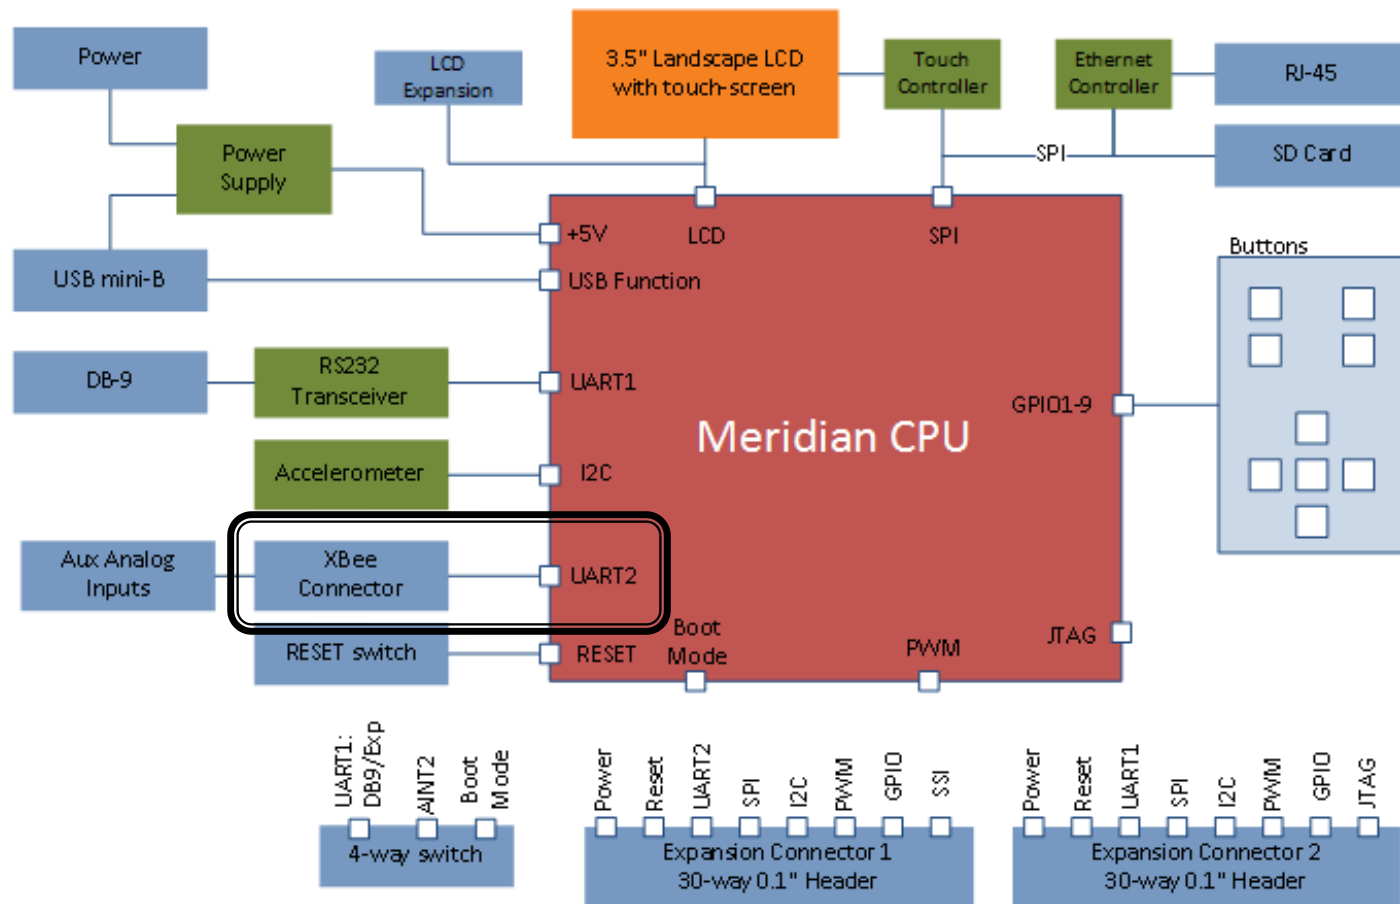 Power
LCD
Expansion
3.5" Landscape LCD
with touch-screen
Touch
Controller
Ethernet
Controller
RJ-45
Power
Supply
SPI
SD Card
+5V
LCD
SPI
Buttons
USB mini-B
USB Function
DB-9
RS232
Transceiver
UART1
GPIO1-9
Meridian CPU
Accelerometer
I2C
Aux Analog
Inputs
XBee
Connector
UART2
RESET switch
RESET
Boot
Mode
PWM
JTAG
UART1:
DB9/Exp
AINT2
Boot
Mode
4-way switch
Power
Reset
UART2
SPI
I2C
PWM
GPIO
SSI
Expansion Connector 1
30-way 0.1" Header
Power
Reset
UART1
SPI
I2C
PWM
GPIO
JTAG
Expansion Connector 2
30-way 0.1" Header